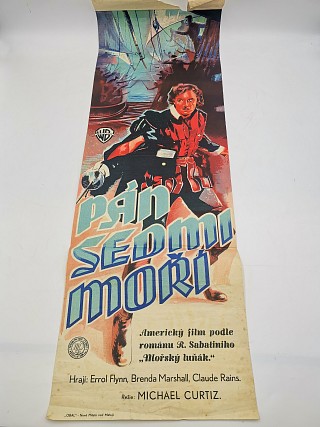 WB
PÁN
SEDMI
MOŘÍ
Americký film podle
románu R. Sabatiniho
„Mořský luňák."
Hrají: Errol Flynn, Brenda Marshall, Claude Rains.
Režie: MICHAEL CURTIZ.